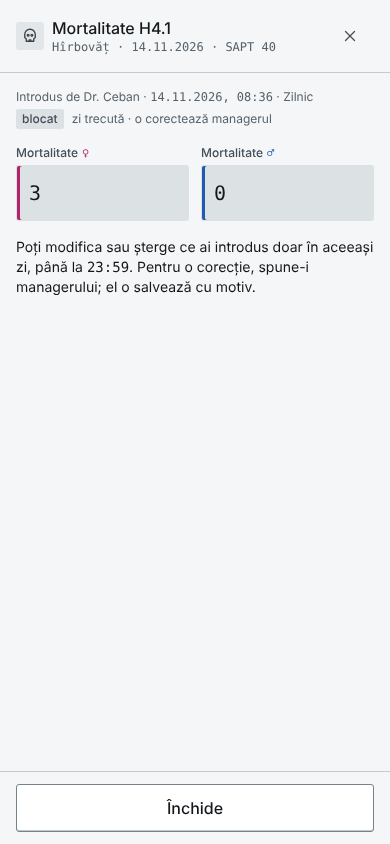 Mortalitate H4.1
Hîrbovăț · 14.11.2026 · SAPT 40
Introdus de Dr. Ceban · 14.11.2026, 08:36 · Zilnic
blocat zi trecută · o corectează managerul
Mortalitate ♀ Mortalitate ♂
3 0
Poți modifica sau șterge ce ai introdus doar în aceeași
zi, până la 23:59. Pentru o corecție, spune-i
managerului; el o salvează cu motiv.
Închide